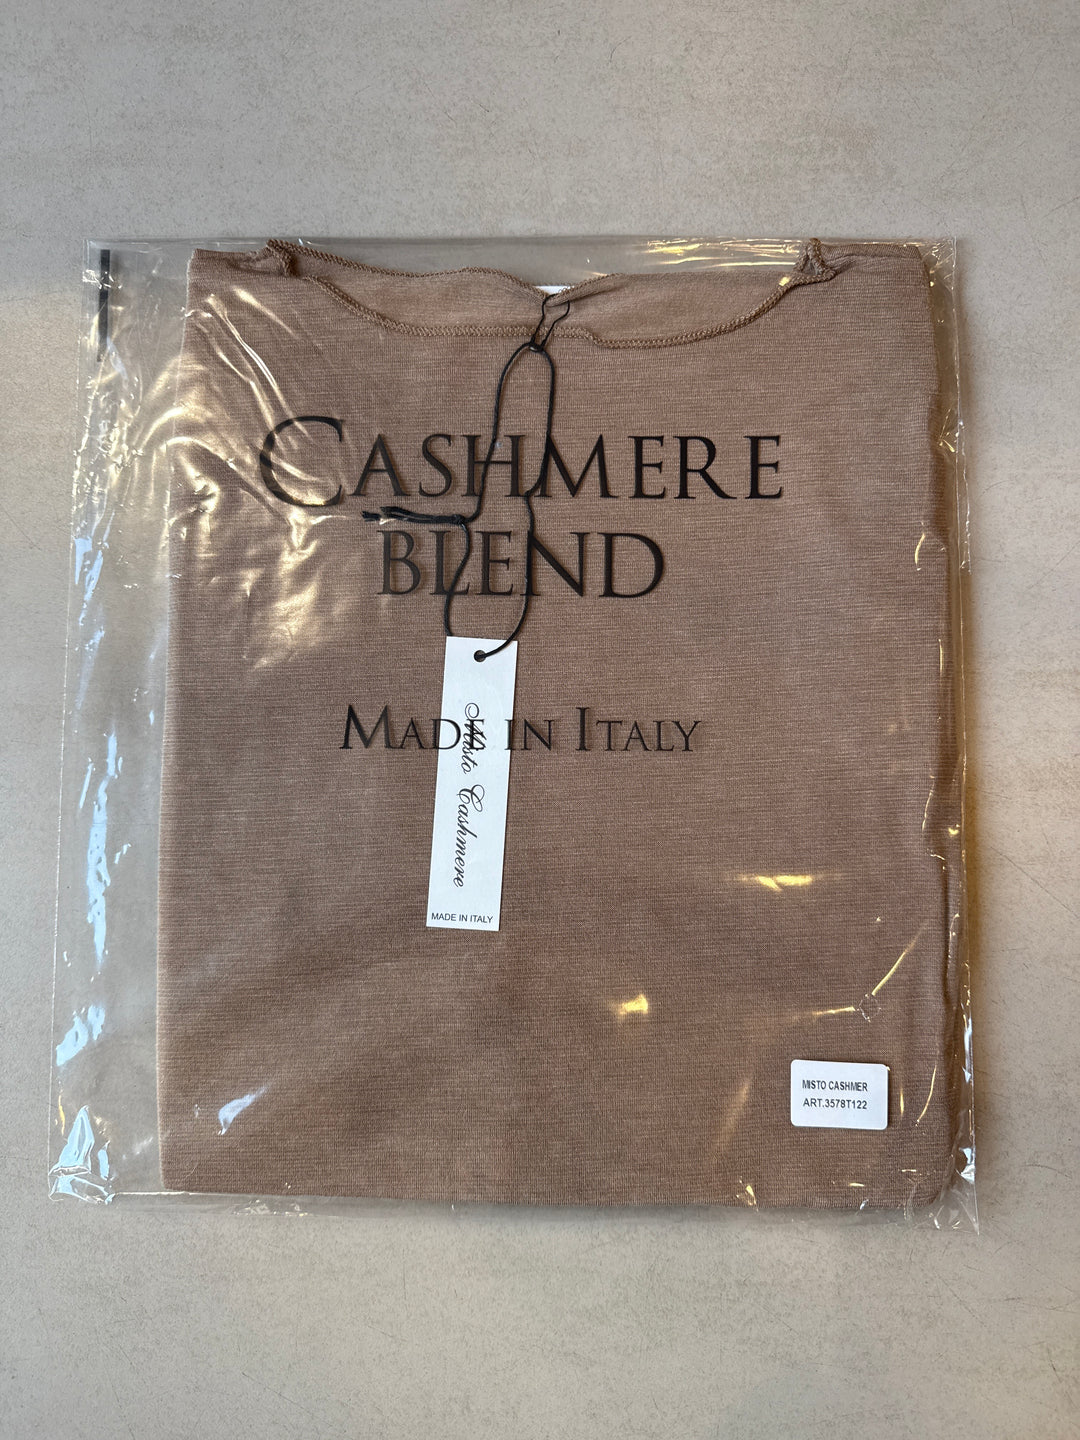 CASHMERE
BLEND
MADE IN ITALY
Misto Cashmere
MADE IN ITALY
MISTO CASHMER
ART.3578T122